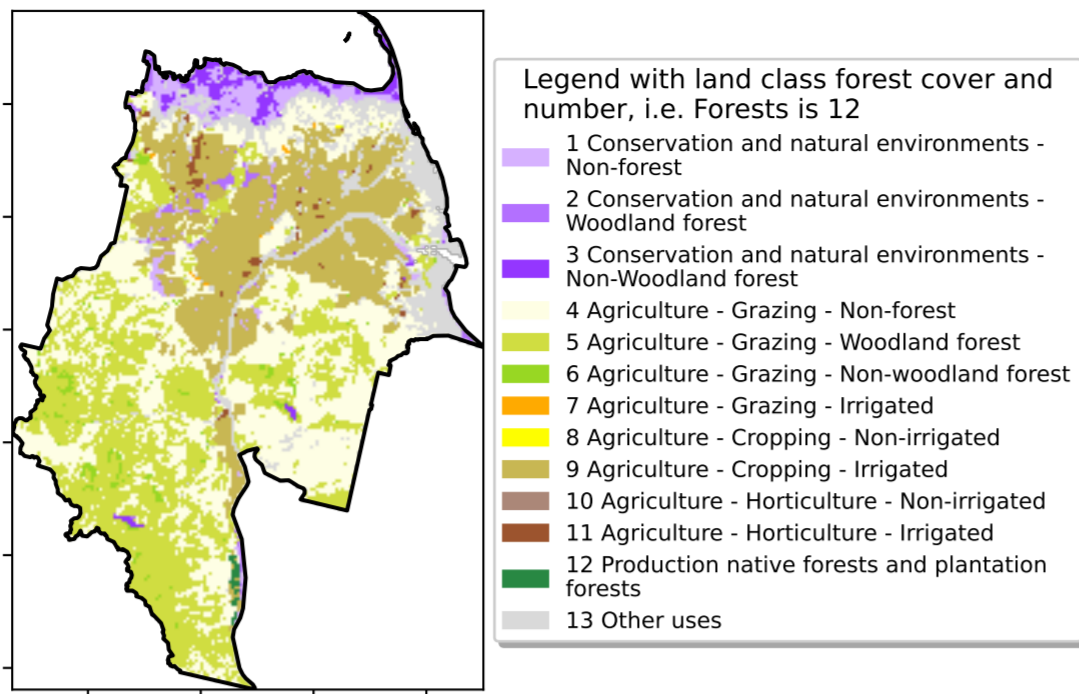 Legend with land class forest cover and
number, i.e. Forests is 12
1 Conservation and natural environments -
Non-forest
2 Conservation and natural environments -
Woodland forest
3 Conservation and natural environments -
Non-Woodland forest
4 Agriculture - Grazing - Non-forest
5 Agriculture - Grazing - Woodland forest
6 Agriculture - Grazing - Non-woodland forest
7 Agriculture - Grazing - Irrigated
8 Agriculture - Cropping - Non-irrigated
9 Agriculture - Cropping - Irrigated
10 Agriculture - Horticulture - Non-irrigated
11 Agriculture - Horticulture - Irrigated
12 Production native forests and plantation
forests
13 Other uses